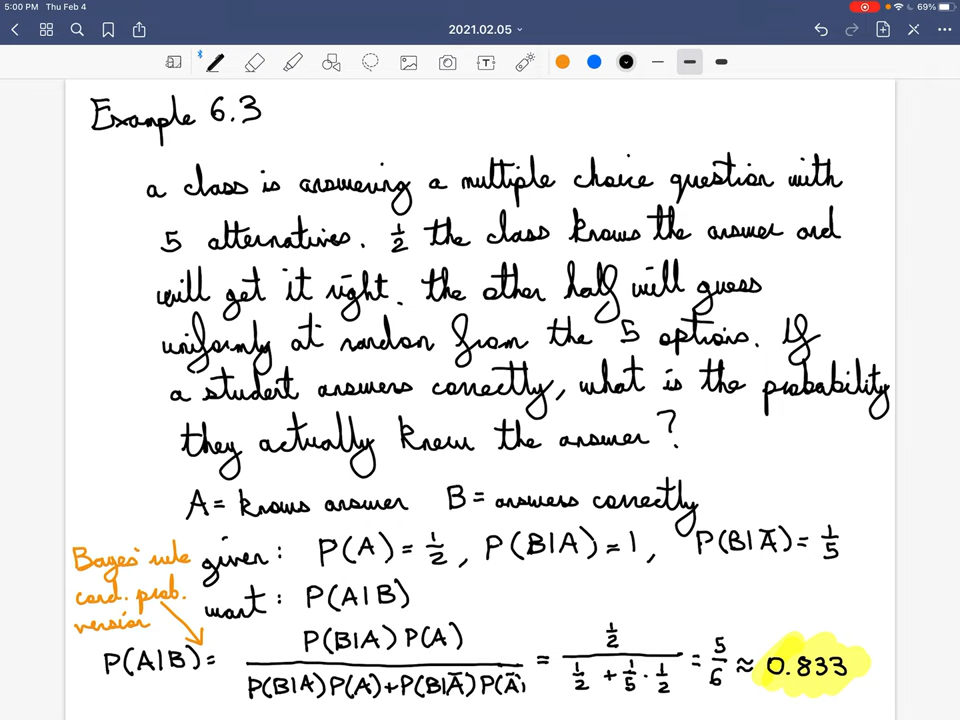 5:00 PM Thu Feb 4
69%
2021.02.05
Example 6.3
a class is answering a multiple choice question with
5 alternatives. 1/2 the class knows the answer and
will get it right. the other half will guess
uniformly at random from the 5 options. If
a student answers correctly, what is the probability
they actually knew the answer?
A = knows answer B = answers correctly
given: P(A) = 1/2, P(B|A) = 1, P(B|Ā) = 1/5
Bayes' rule
cond. prob.
version
want: P(A|B)
P(A|B) = P(B|A) P(A) / P(B|A)P(A) + P(B|Ā)P(Ā) = 1/2 / 1/2 + 1/5 · 1/2 = 5/6 ≈ 0.833